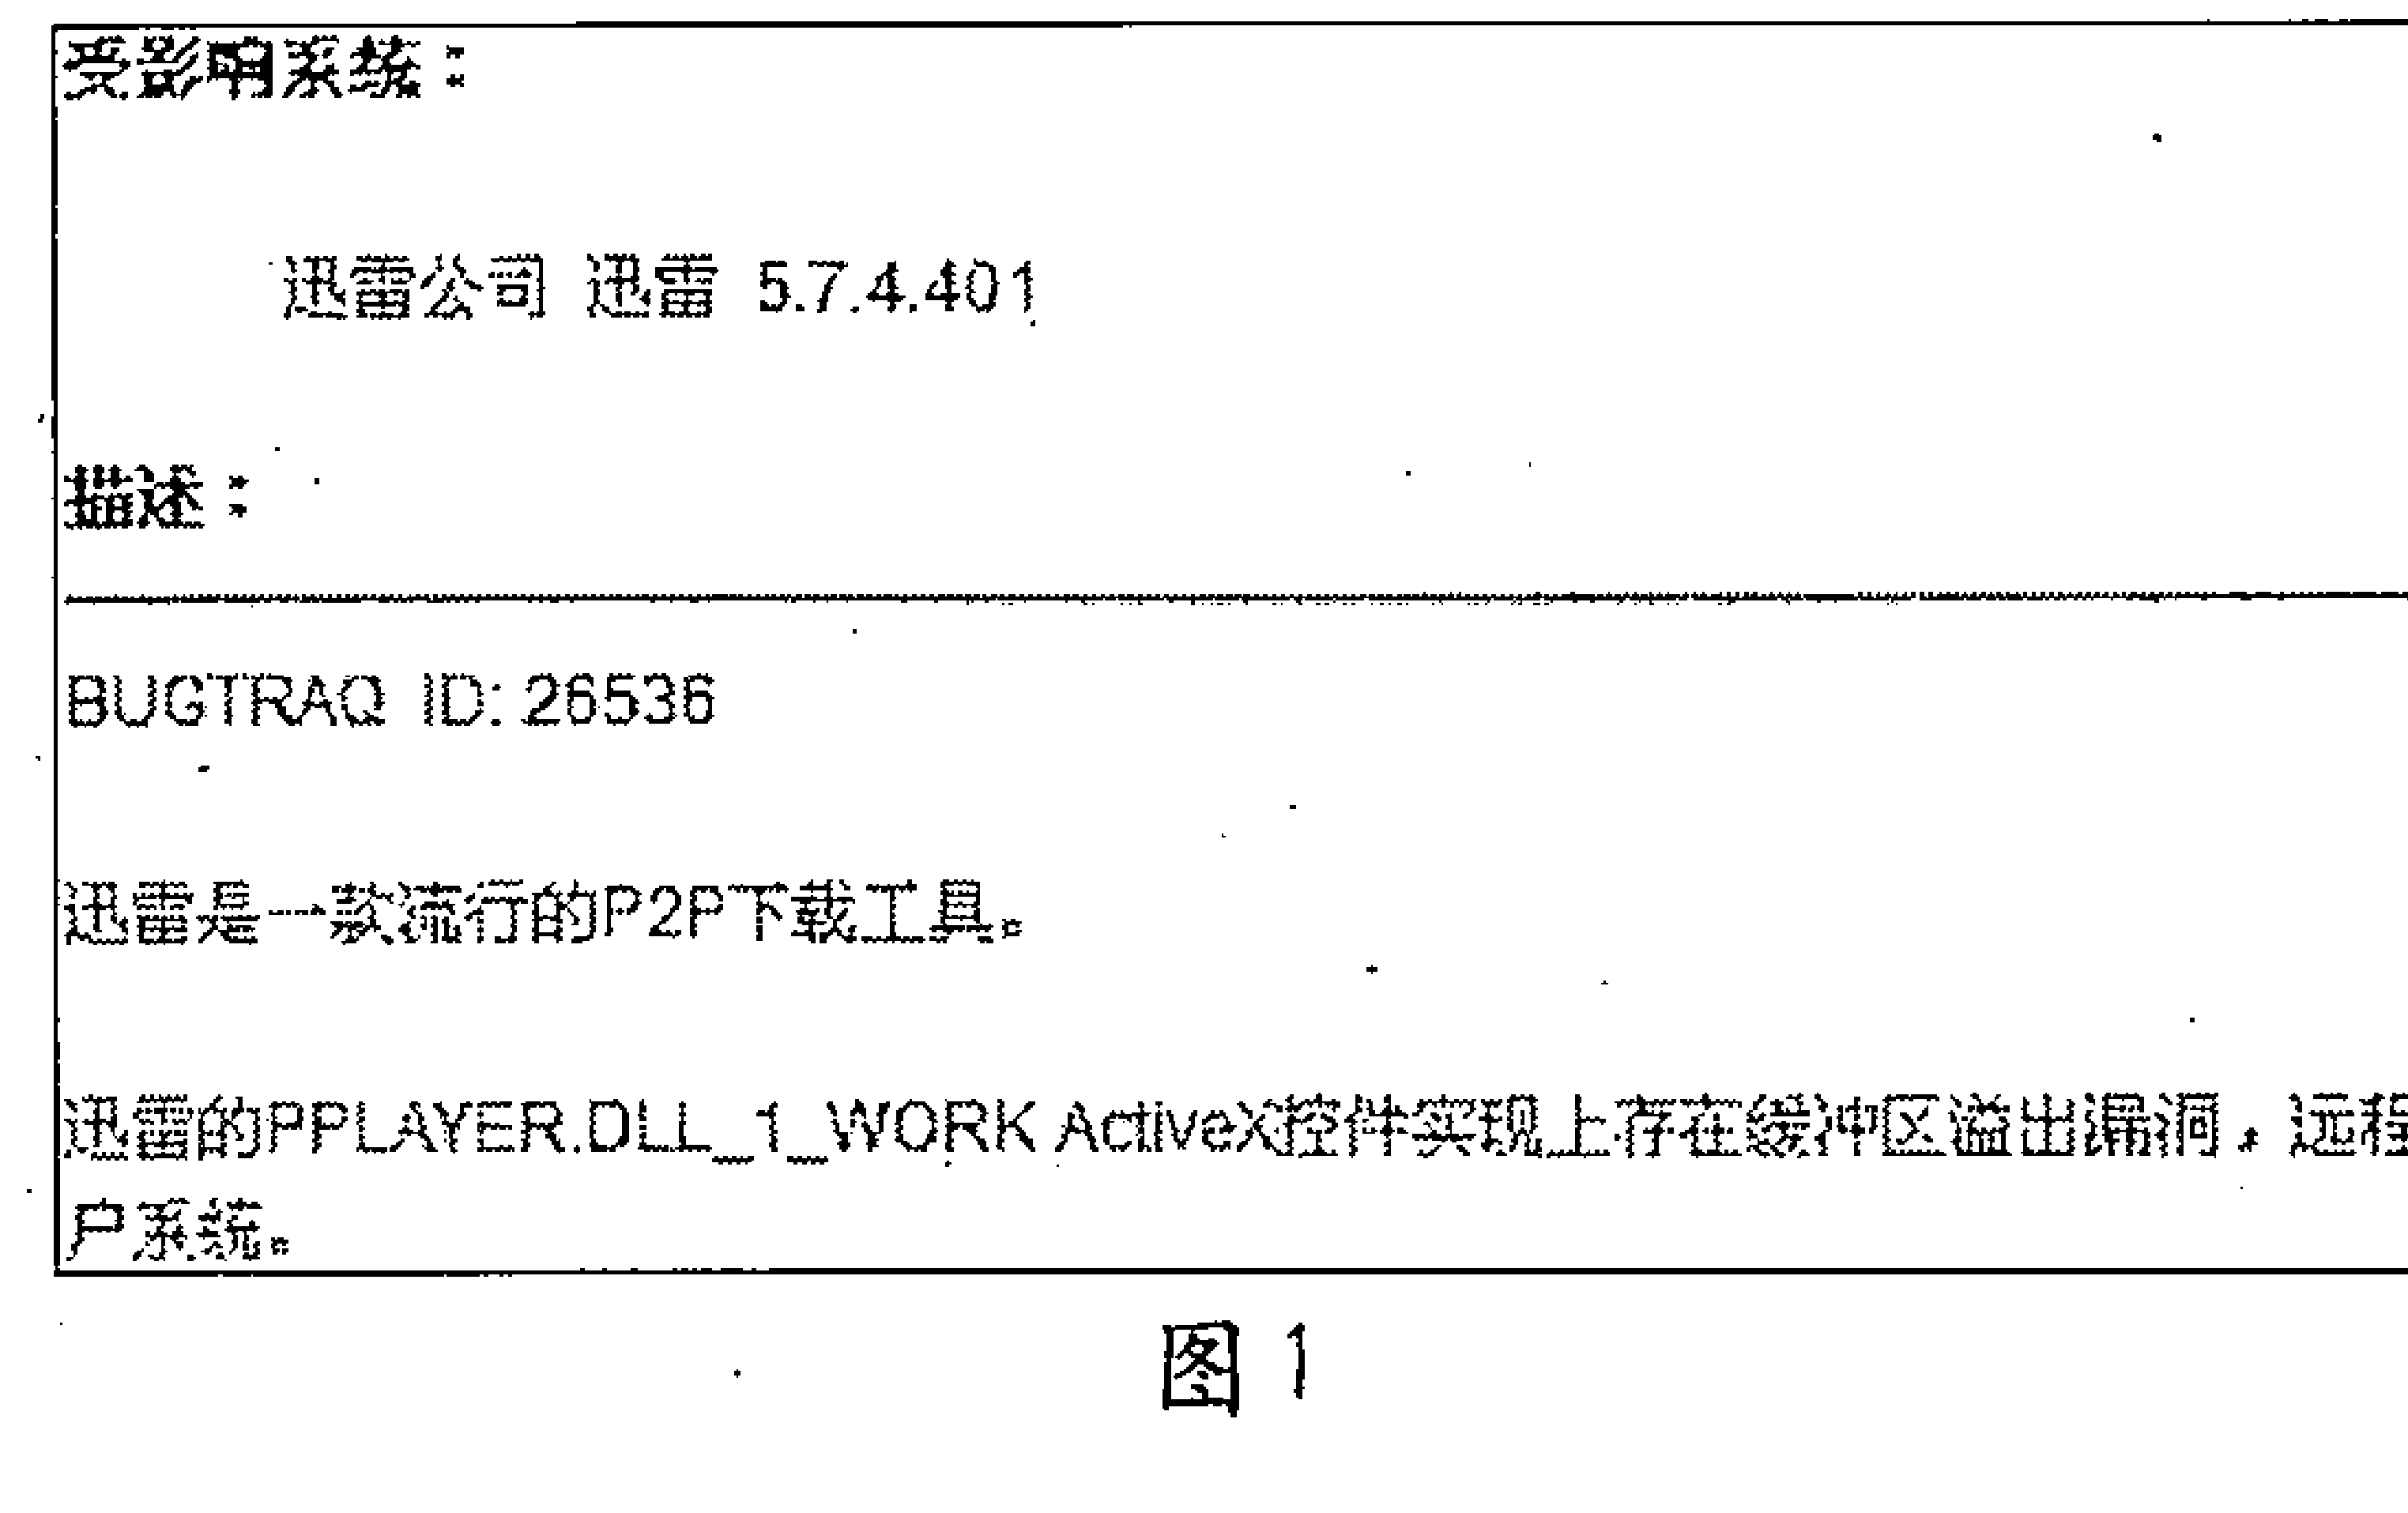 受影响系统：
迅雷公司 迅雷 5.7.4.401
描述：
BUGTRAQ ID: 26536
迅雷是一款流行的P2P下载工具。
迅雷的PPLAYER.DLL_1_WORK ActiveX控件实现上存在缓冲区溢出漏洞，远程
户系统。
图 1